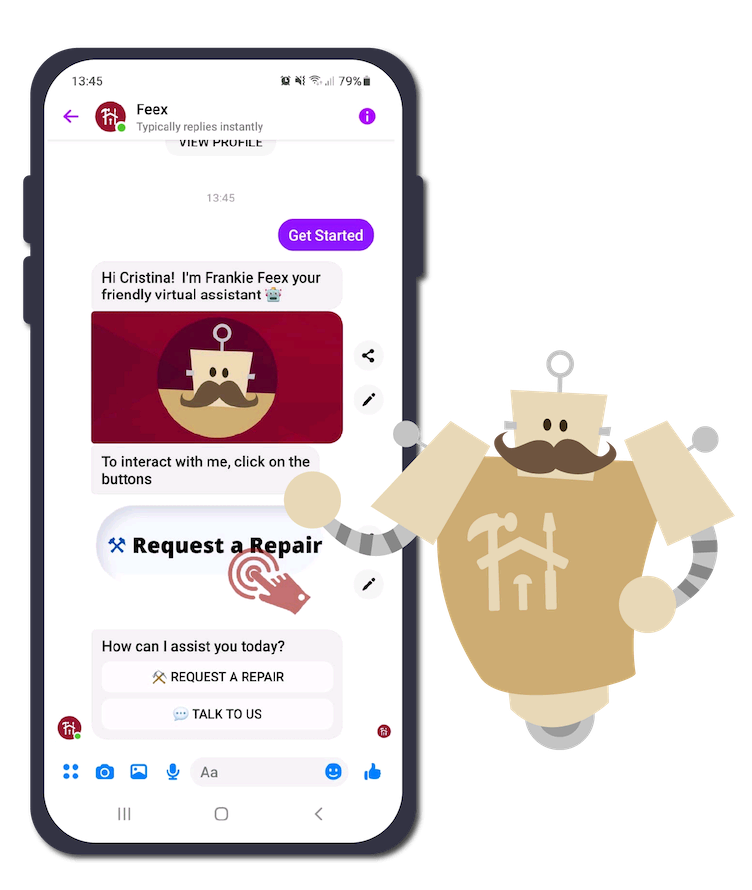 13:45
79%
Feex
Typically replies instantly
VIEW PROFILE
13:45
Get Started
Hi Cristina!  I'm Frankie Feex your
friendly virtual assistant
To interact with me, click on the
buttons
Request a Repair
How can I assist you today?
REQUEST A REPAIR
TALK TO US
Aa